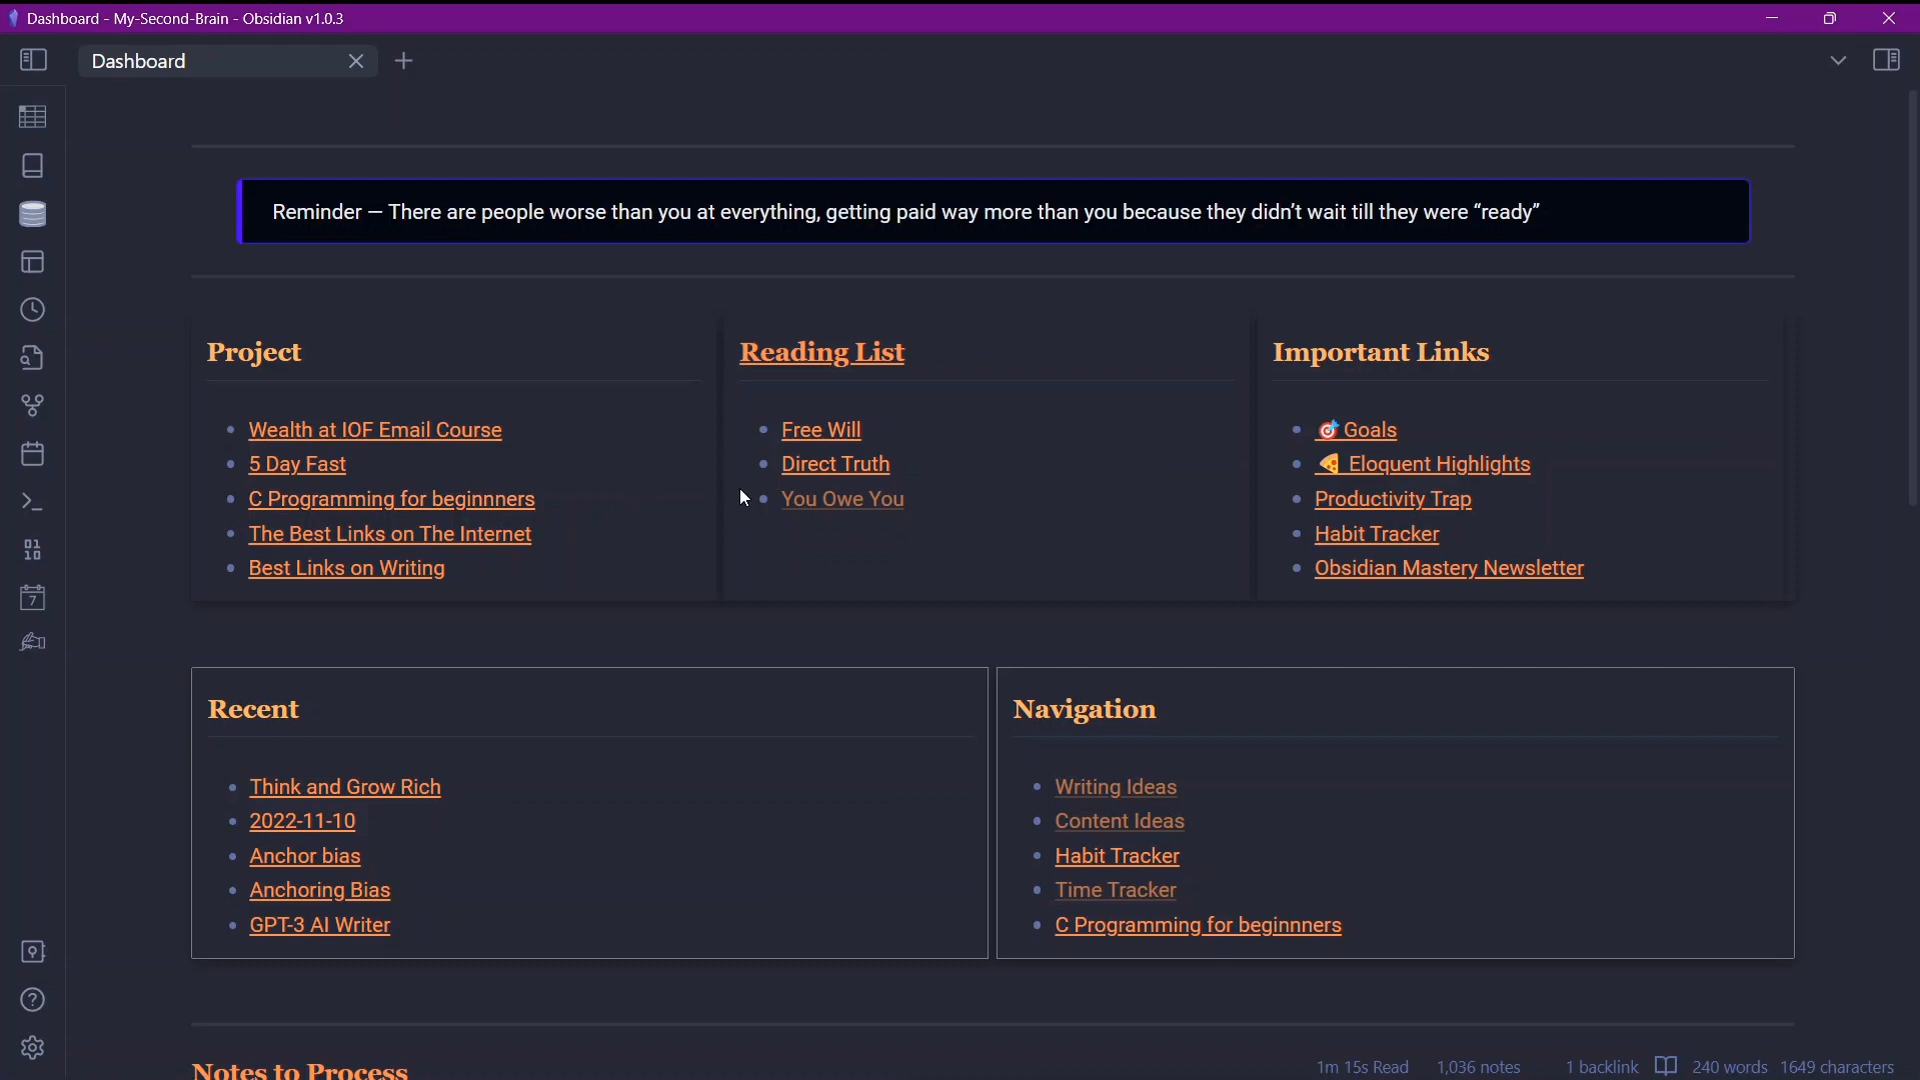 Dashboard - My-Second-Brain - Obsidian v1.0.3
Dashboard
Reminder — There are people worse than you at everything, getting paid way more than you because they didn’t wait till they were “ready”
Project
Wealth at IOF Email Course
5 Day Fast
C Programming for beginnners
The Best Links on The Internet
Best Links on Writing
Reading List
Free Will
Direct Truth
You Owe You
Important Links
🎯 Goals
🍕 Eloquent Highlights
Productivity Trap
Habit Tracker
Obsidian Mastery Newsletter
Recent
Think and Grow Rich
2022-11-10
Anchor bias
Anchoring Bias
GPT-3 AI Writer
Navigation
Writing Ideas
Content Ideas
Habit Tracker
Time Tracker
C Programming for beginnners
Notes to Process
1m 15s Read 1,036 notes 1 backlink 240 words 1649 characters